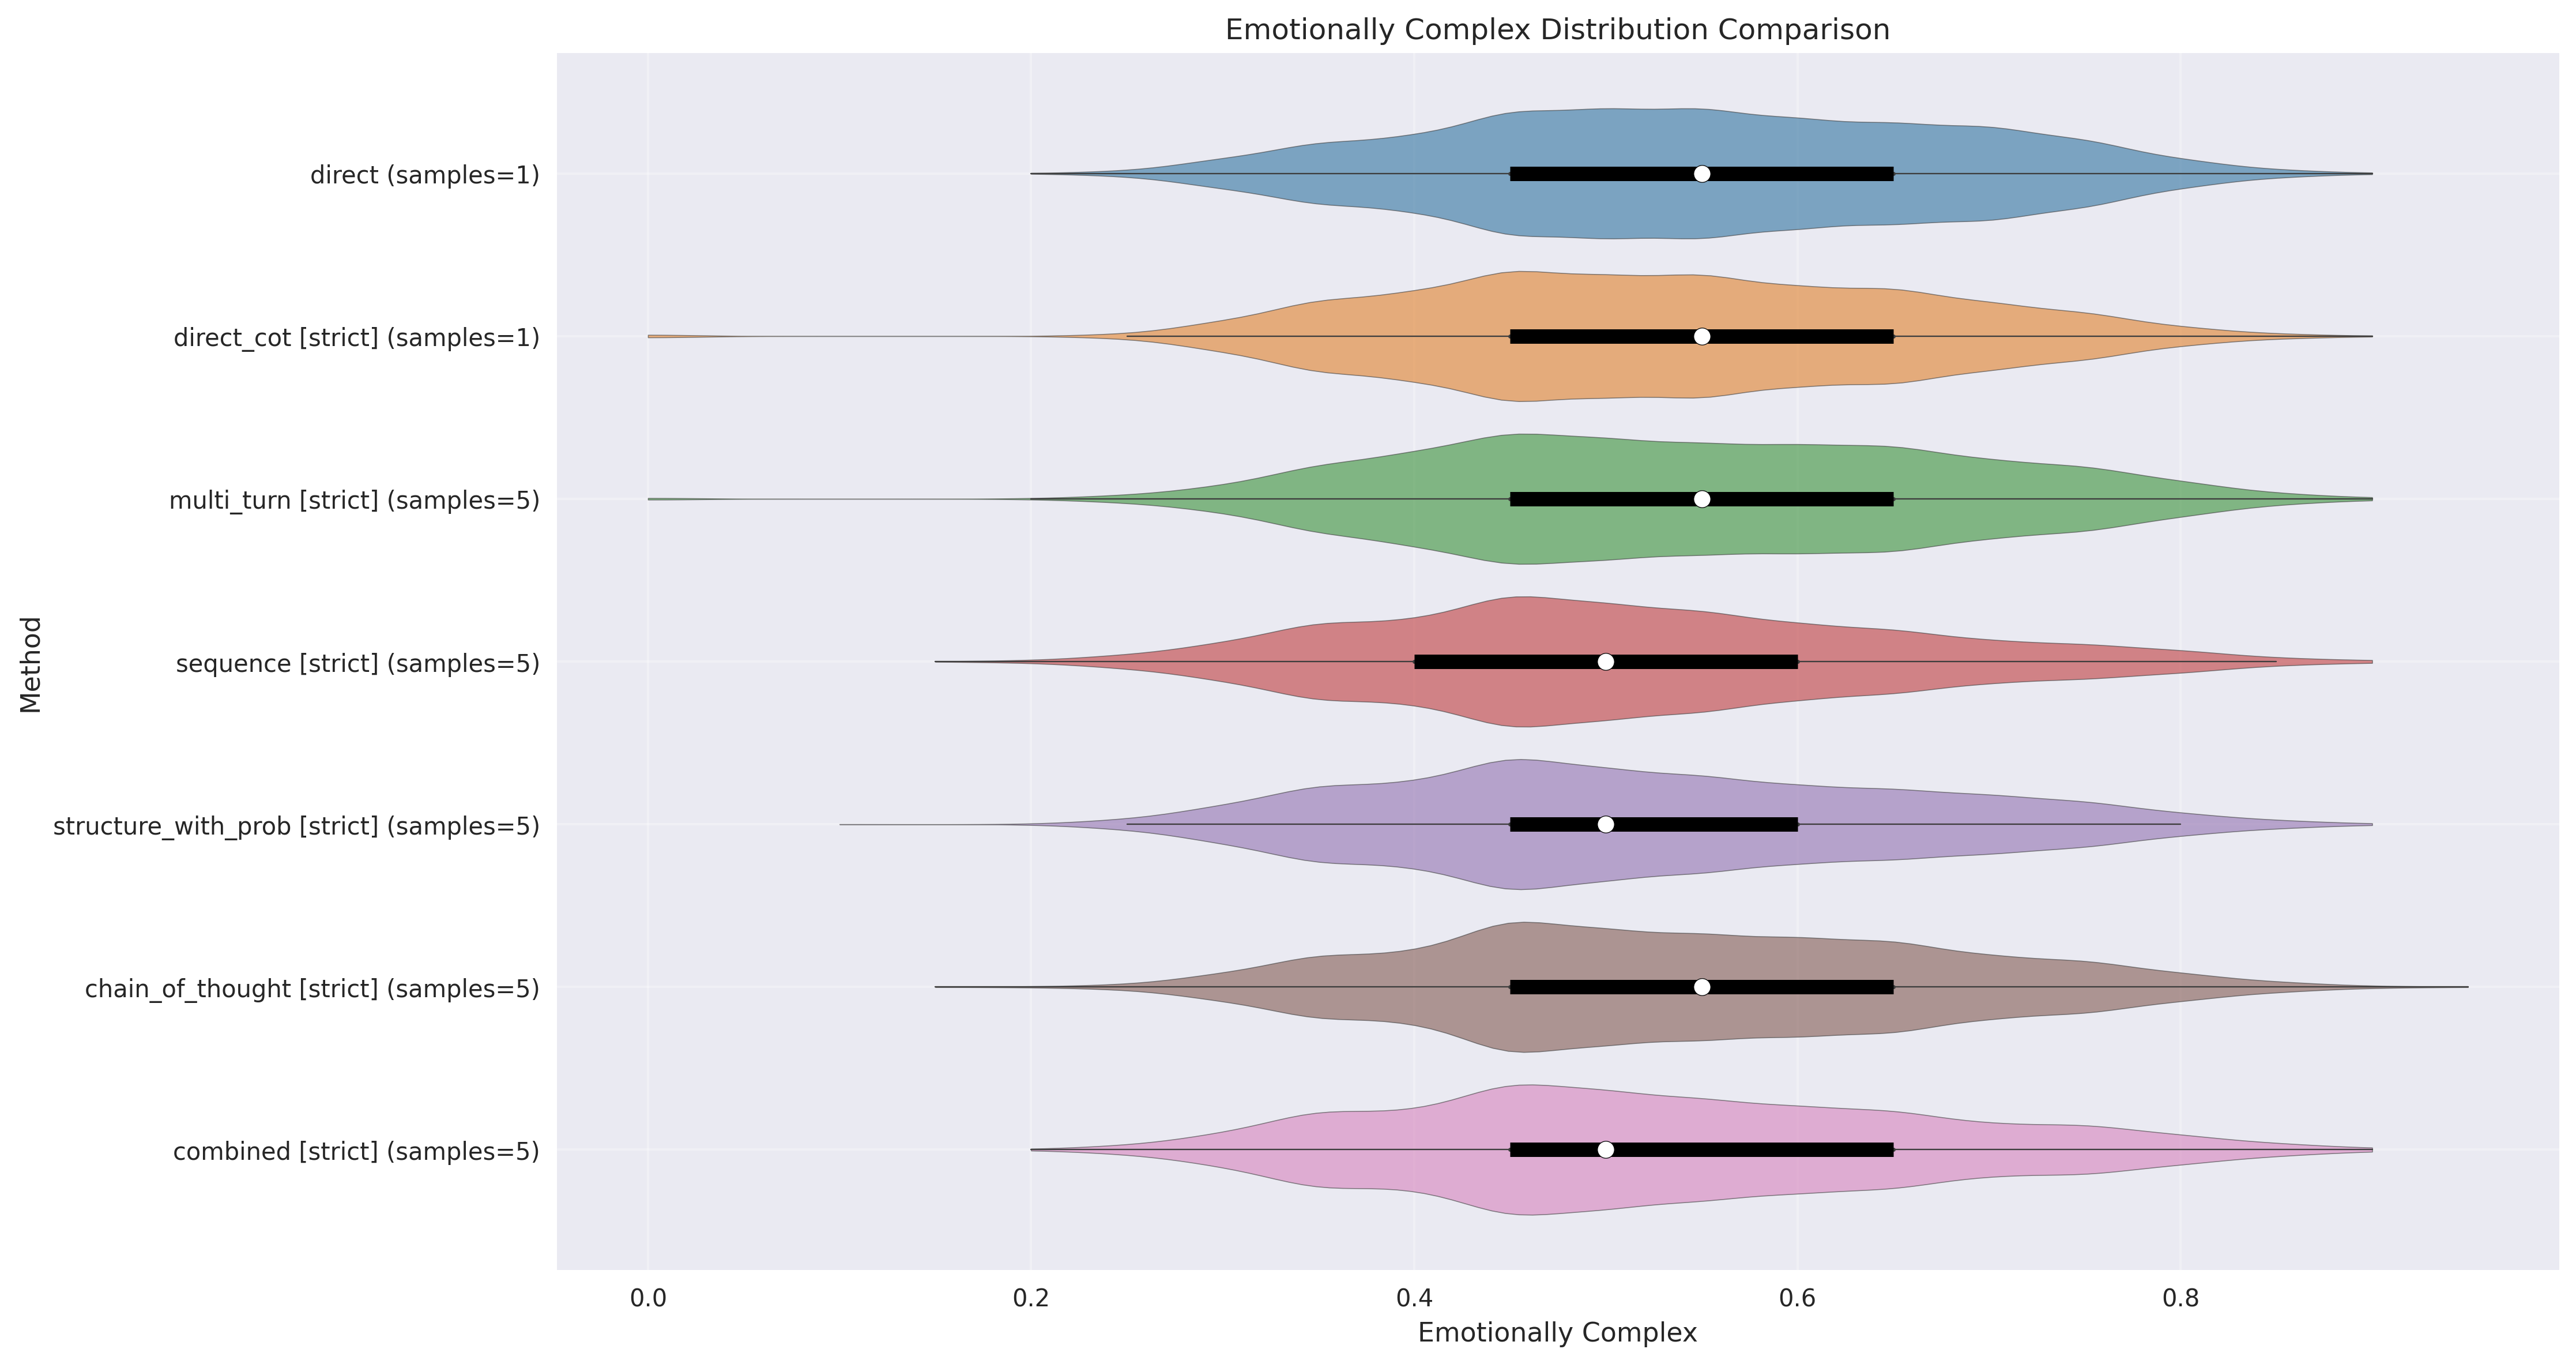 Emotionally Complex Distribution Comparison
direct (samples=1)
direct_cot [strict] (samples=1)
multi_turn [strict] (samples=5)
sequence [strict] (samples=5)
structure_with_prob [strict] (samples=5)
chain_of_thought [strict] (samples=5)
combined [strict] (samples=5)
Method
0.0 0.2 0.4 0.6 0.8
Emotionally Complex